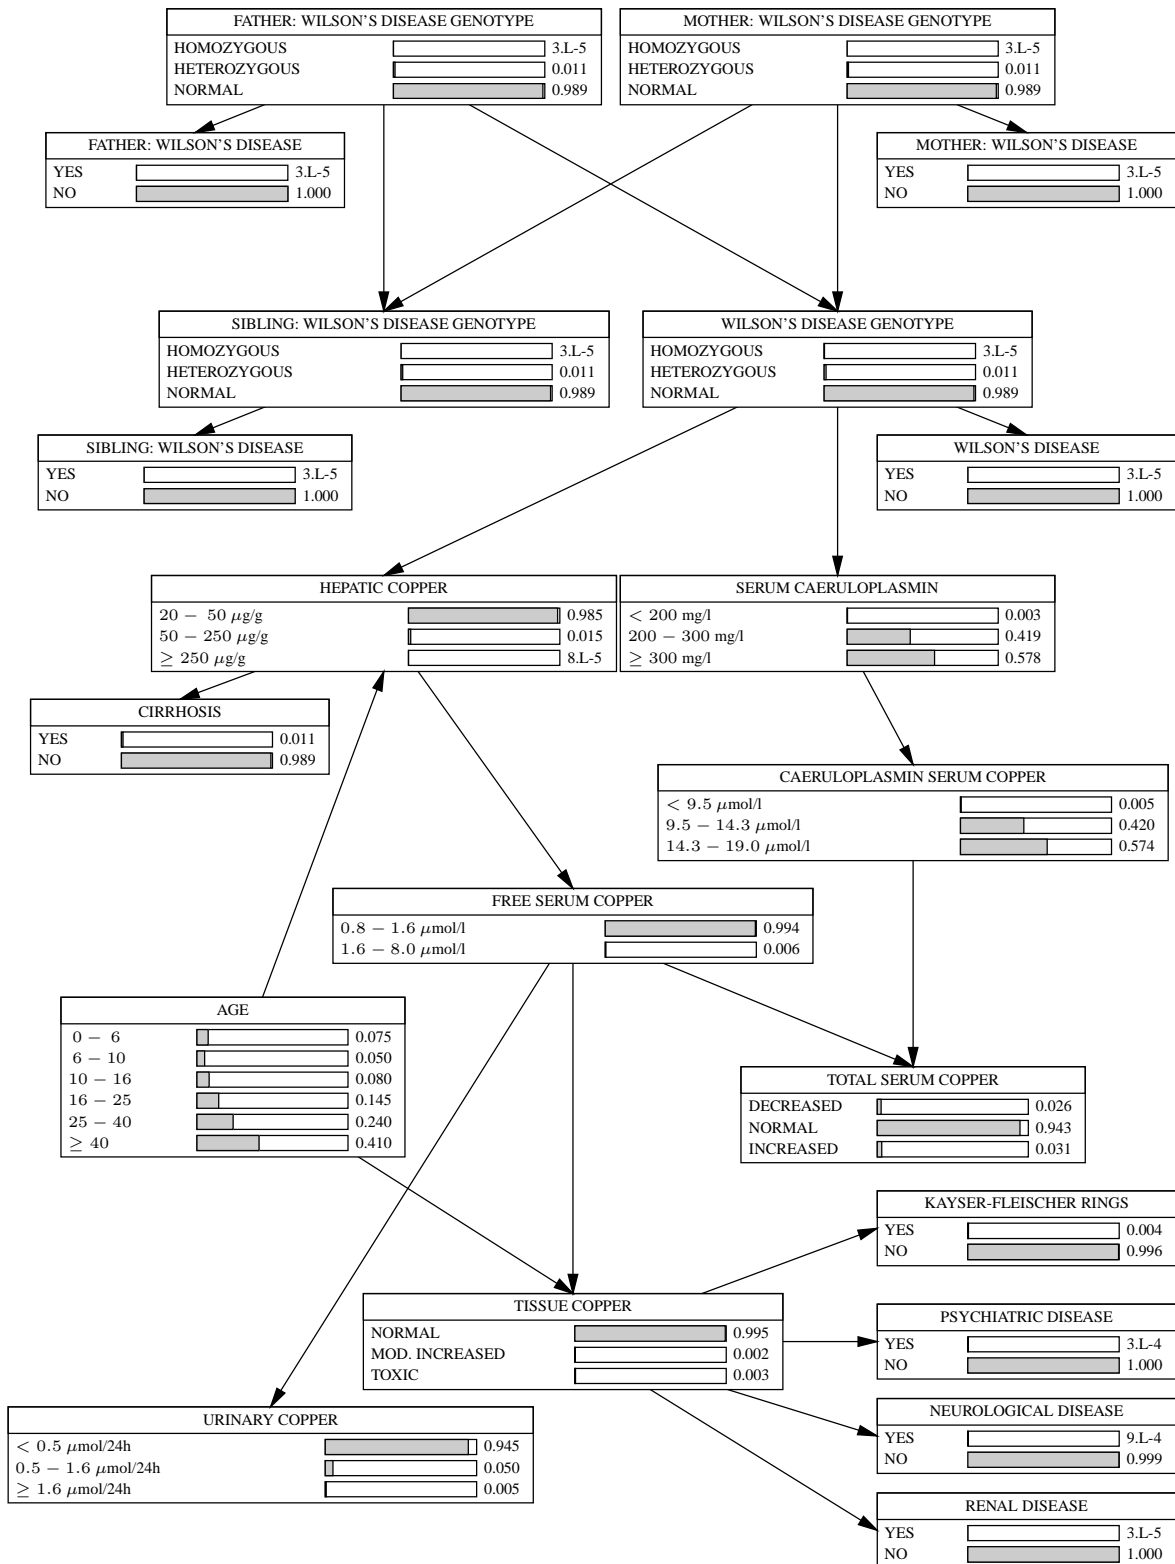 FATHER: WILSON'S DISEASE GENOTYPE
HOMOZYGOUS 3.L-5
HETEROZYGOUS 0.011
NORMAL 0.989
MOTHER: WILSON'S DISEASE GENOTYPE
HOMOZYGOUS 3.L-5
HETEROZYGOUS 0.011
NORMAL 0.989
FATHER: WILSON'S DISEASE
YES 3.L-5
NO 1.000
MOTHER: WILSON'S DISEASE
YES 3.L-5
NO 1.000
SIBLING: WILSON'S DISEASE GENOTYPE
HOMOZYGOUS 3.L-5
HETEROZYGOUS 0.011
NORMAL 0.989
WILSON'S DISEASE GENOTYPE
HOMOZYGOUS 3.L-5
HETEROZYGOUS 0.011
NORMAL 0.989
SIBLING: WILSON'S DISEASE
YES 3.L-5
NO 1.000
WILSON'S DISEASE
YES 3.L-5
NO 1.000
HEPATIC COPPER
20 − 50 μg/g 0.985
50 − 250 μg/g 0.015
≥ 250 μg/g 8.L-5
SERUM CAERULOPLASMIN
< 200 mg/l 0.003
200 − 300 mg/l 0.419
≥ 300 mg/l 0.578
CIRRHOSIS
YES 0.011
NO 0.989
CAERULOPLASMIN SERUM COPPER
< 9.5 μmol/l 0.005
9.5 − 14.3 μmol/l 0.420
14.3 − 19.0 μmol/l 0.574
FREE SERUM COPPER
0.8 − 1.6 μmol/l 0.994
1.6 − 8.0 μmol/l 0.006
AGE
0 − 6 0.075
6 − 10 0.050
10 − 16 0.080
16 − 25 0.145
25 − 40 0.240
≥ 40 0.410
TOTAL SERUM COPPER
DECREASED 0.026
NORMAL 0.943
INCREASED 0.031
KAYSER-FLEISCHER RINGS
YES 0.004
NO 0.996
TISSUE COPPER
NORMAL 0.995
MOD. INCREASED 0.002
TOXIC 0.003
PSYCHIATRIC DISEASE
YES 3.L-4
NO 1.000
URINARY COPPER
< 0.5 μmol/24h 0.945
0.5 − 1.6 μmol/24h 0.050
≥ 1.6 μmol/24h 0.005
NEUROLOGICAL DISEASE
YES 9.L-4
NO 0.999
RENAL DISEASE
YES 3.L-5
NO 1.000